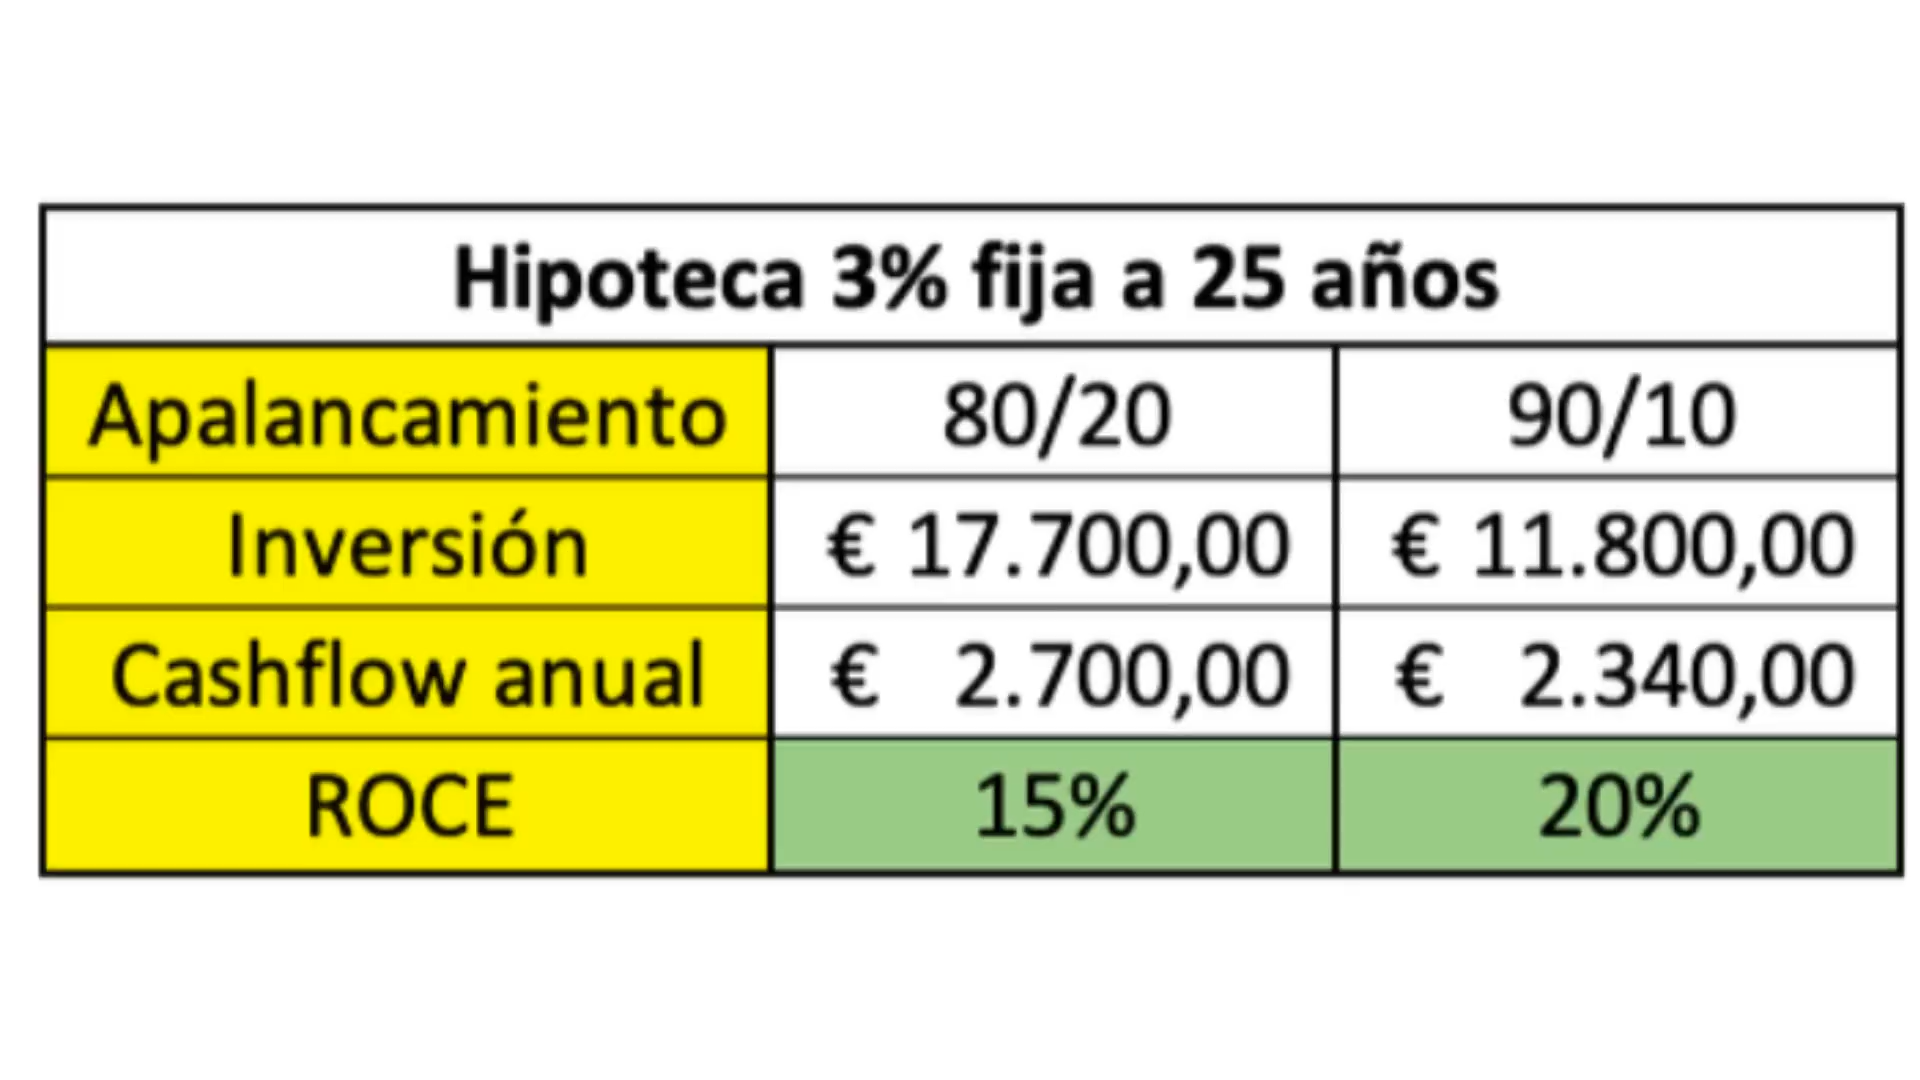 Hipoteca 3% fija a 25 años
Apalancamiento 80/20 90/10
Inversión € 17.700,00 € 11.800,00
Cashflow anual € 2.700,00 € 2.340,00
ROCE 15% 20%